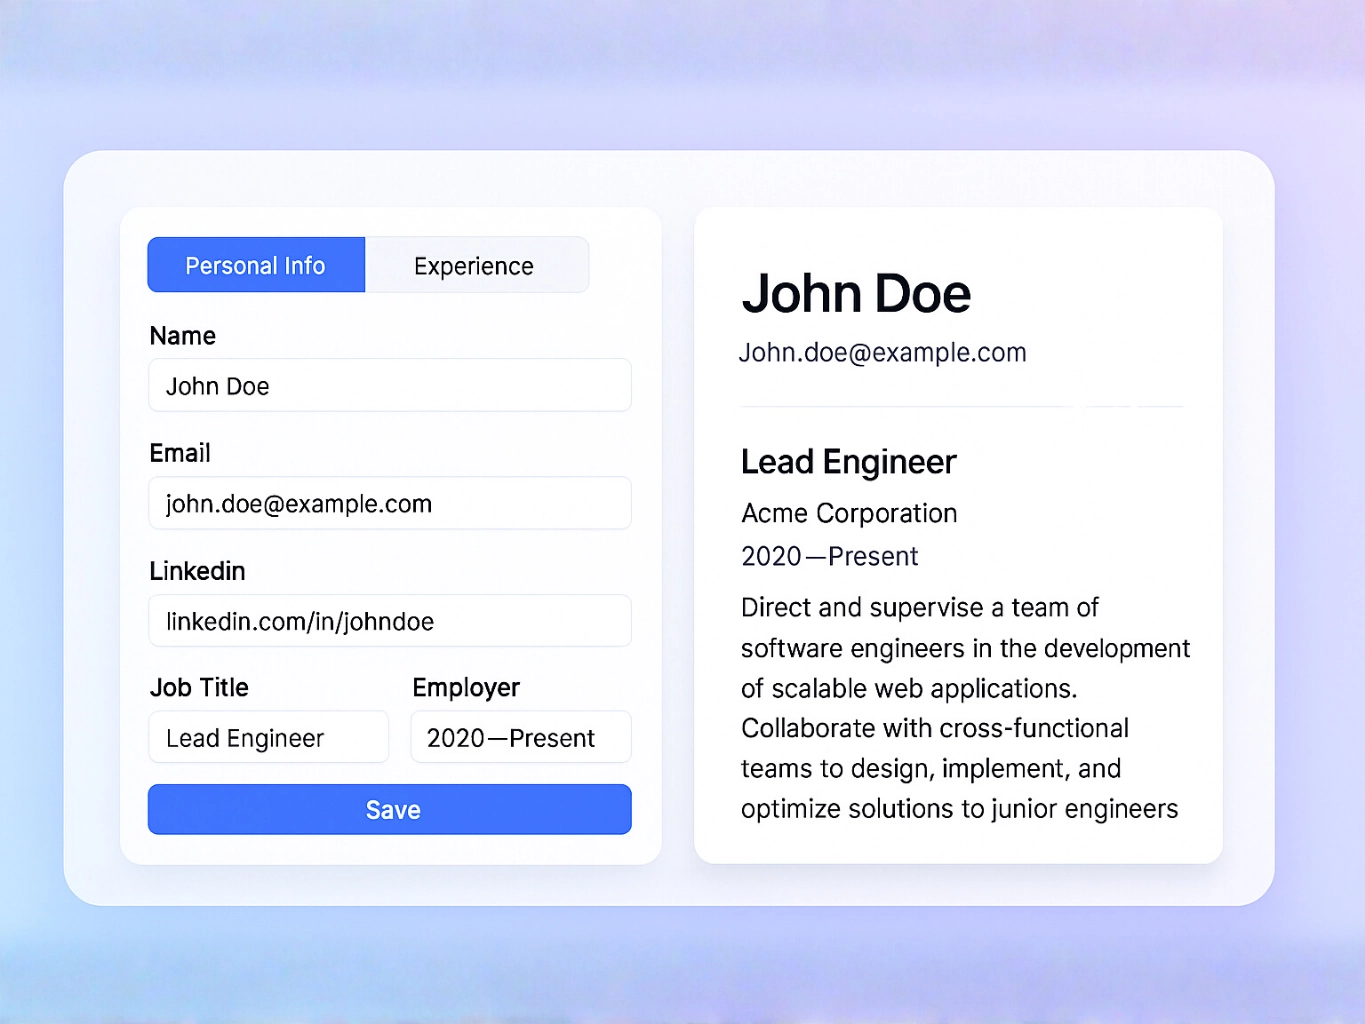 Personal Info
Experience
Name
John Doe
Email
john.doe@example.com
Linkedin
linkedin.com/in/johndoe
Job Title
Employer
Lead Engineer
2020—Present
Save
John Doe
John.doe@example.com
Lead Engineer
Acme Corporation
2020—Present
Direct and supervise a team of
software engineers in the development
of scalable web applications.
Collaborate with cross-functional
teams to design, implement, and
optimize solutions to junior engineers